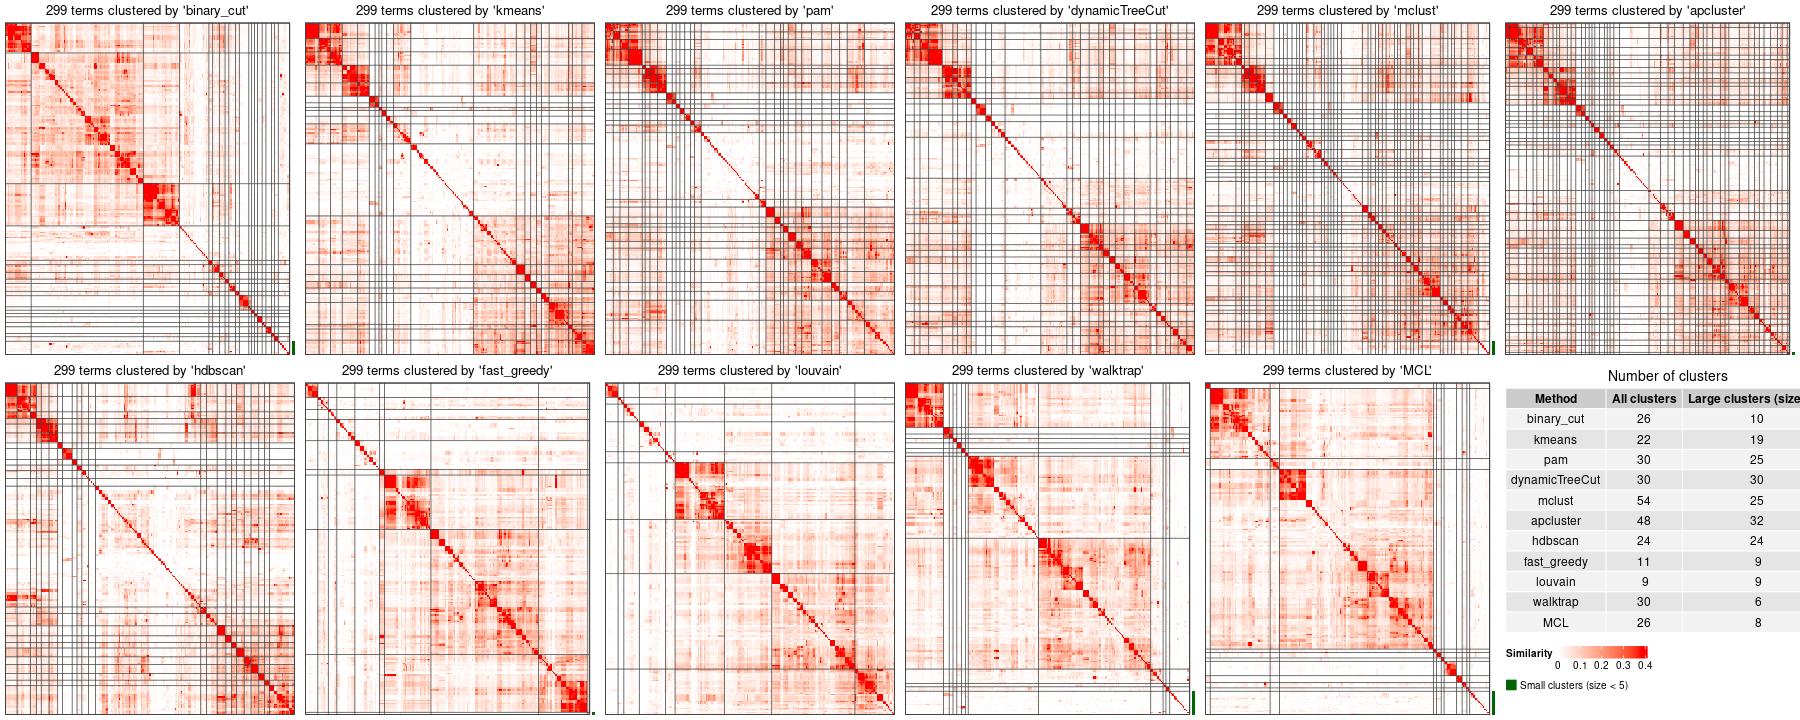 299 terms clustered by 'binary_cut'
299 terms clustered by 'kmeans'
299 terms clustered by 'pam'
299 terms clustered by 'dynamicTreeCut'
299 terms clustered by 'mclust'
299 terms clustered by 'apcluster'
299 terms clustered by 'hdbscan'
299 terms clustered by 'fast_greedy'
299 terms clustered by 'louvain'
299 terms clustered by 'walktrap'
299 terms clustered by 'MCL'
Number of clusters
Method All clusters Large clusters (size
binary_cut 26 10
kmeans 22 19
pam 30 25
dynamicTreeCut 30 30
mclust 54 25
apcluster 48 32
hdbscan 24 24
fast_greedy 11 9
louvain 9 9
walktrap 30 6
MCL 26 8
Similarity
0 0.1 0.2 0.3 0.4
Small clusters (size < 5)